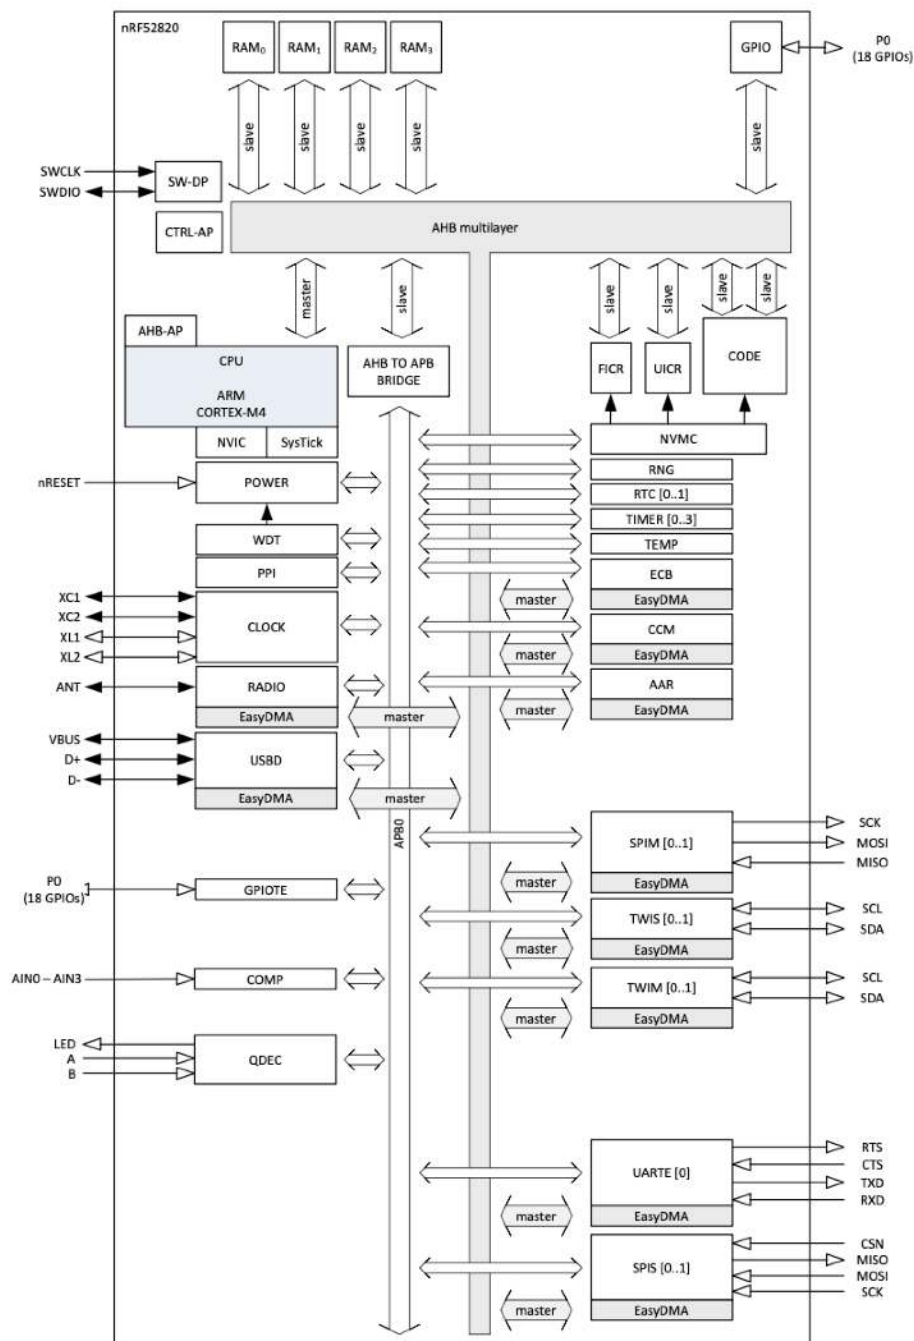 nRF52820
RAM₀
RAM₁
RAM₂
RAM₃
GPIO
P0
(18 GPIOs)
slave
slave
slave
slave
slave
SWCLK
SWDIO
SW-DP
CTRL-AP
AHB multilayer
master
slave
slave
slave
slave
slave
AHB-AP
CPU
ARM
CORTEX-M4
NVIC
SysTick
AHB TO APB
BRIDGE
FICR
UICR
CODE
NVMC
nRESET
POWER
RNG
RTC [0..1]
TIMER [0..3]
WDT
TEMP
PPI
ECB
master
EasyDMA
XC1
XC2
XL1
XL2
CLOCK
CCM
master
EasyDMA
ANT
RADIO
EasyDMA
master
AAR
master
EasyDMA
VBUS
D+
D-
USBD
EasyDMA
master
APB0
SPIM [0..1]
master
EasyDMA
SCK
MOSI
MISO
P0
(18 GPIOs)
GPIOTE
TWIS [0..1]
master
EasyDMA
SCL
SDA
AIN0 – AIN3
COMP
TWIM [0..1]
master
EasyDMA
SCL
SDA
LED
A
B
QDEC
UARTE [0]
master
EasyDMA
RTS
CTS
TXD
RXD
SPIS [0..1]
master
EasyDMA
CSN
MISO
MOSI
SCK